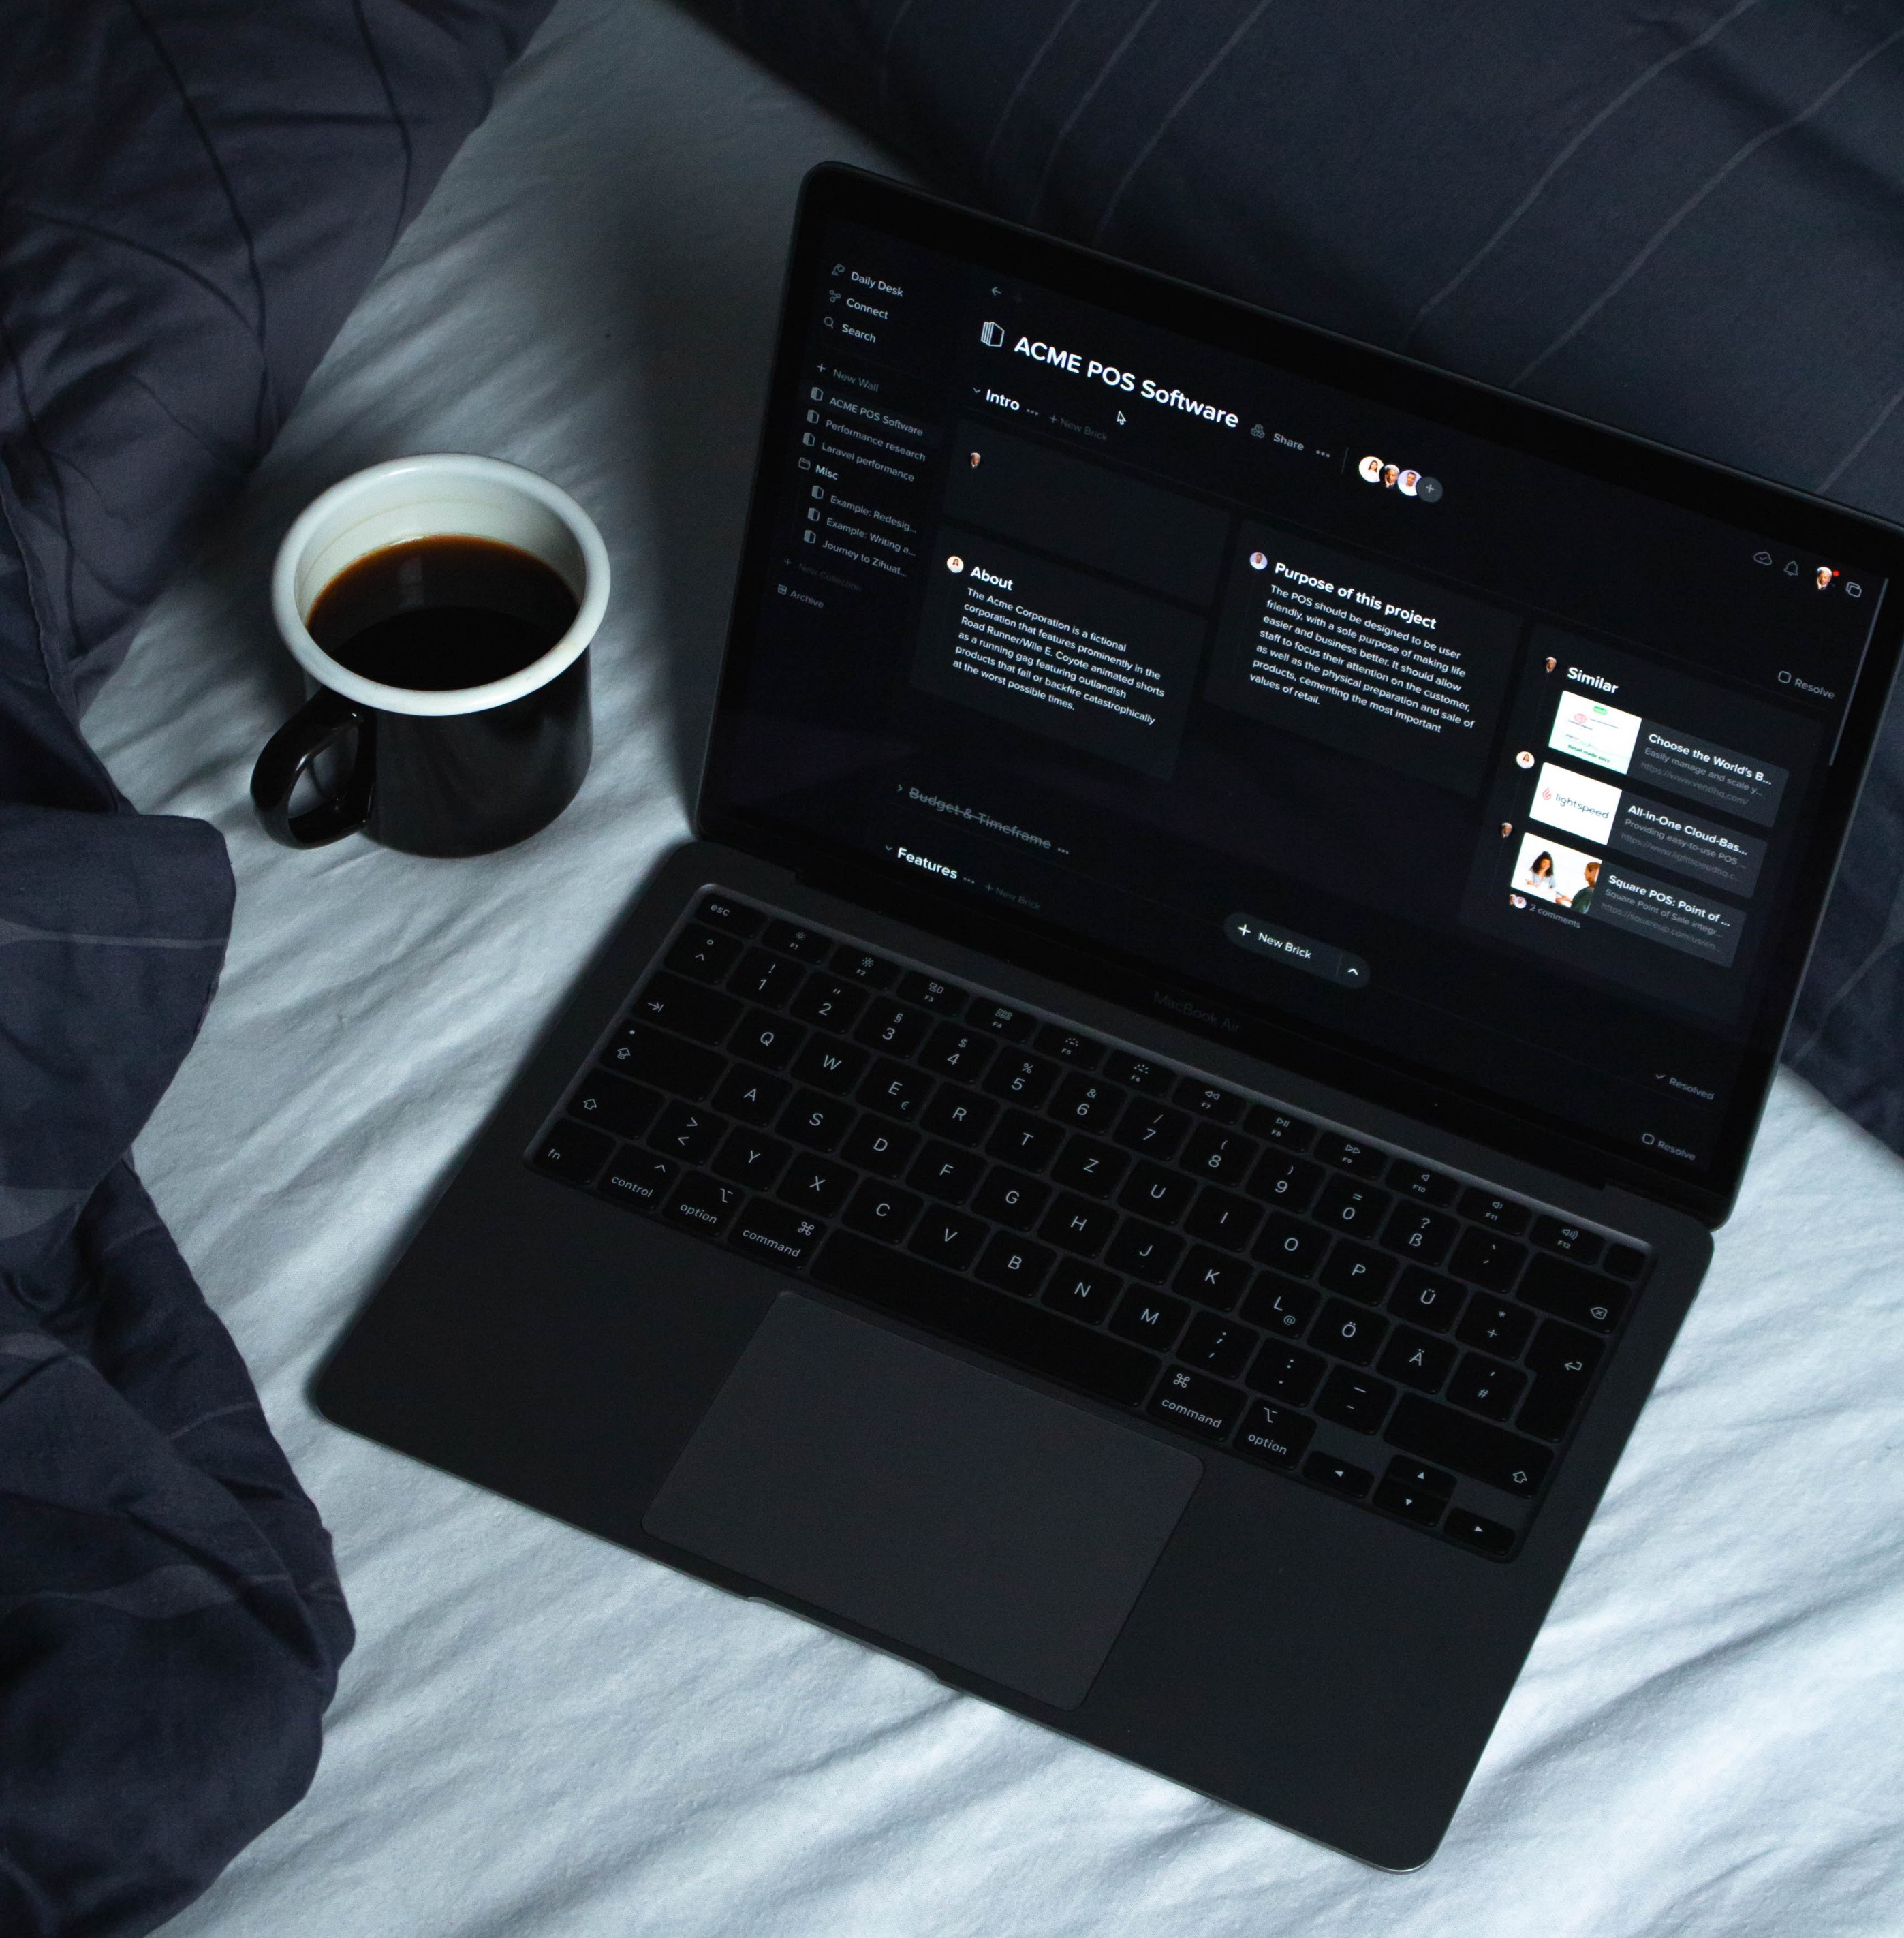 Daily Desk
Connect
Search
New Wall
ACME POS Software
Performance research
Laravel performance
Misc
Example: Redesig...
Example: Writing a...
Journey to Zihuat...
New Collection
Archive
ACME POS Software
Share
Intro
New Brick
About
The Acme Corporation is a fictional
corporation that features prominently in the
Road Runner/Wile E. Coyote animated shorts
as a running gag featuring outlandish
products that fail or backfire catastrophically
at the worst possible times.
Purpose of this project
The POS should be designed to be user
friendly, with a sole purpose of making life
easier and business better. It should allow
staff to focus their attention on the customer,
as well as the physical preparation and sale of
products, cementing the most important
values of retail.
Resolve
Similar
Choose the World's B...
Easily manage and scale y...
https://www.vendhq.com/
lightspeed
All-in-One Cloud-Bas...
Providing easy-to-use POS ...
https://www.lightspeedhq.c...
Square POS: Point of ...
Square Point of Sale integr...
https://squareup.com/us/en...
2 comments
Budget & Timeframe
Resolved
Features
New Brick
Resolve
New Brick
MacBook Air
esc F1 F2 F3 F4 F5 F6 F7 F8 F9 F10 F11 F12
° ! " § $ % & / ( ) = ? `
^ 1 2 3 4 5 6 7 8 9 0 ß ´
Q W E € R T Z U I O P Ü * +
A S D F G H J K L @ Ö Ä ' #
> < Y X C V B N M ; , : . _ -
fn control option command command option